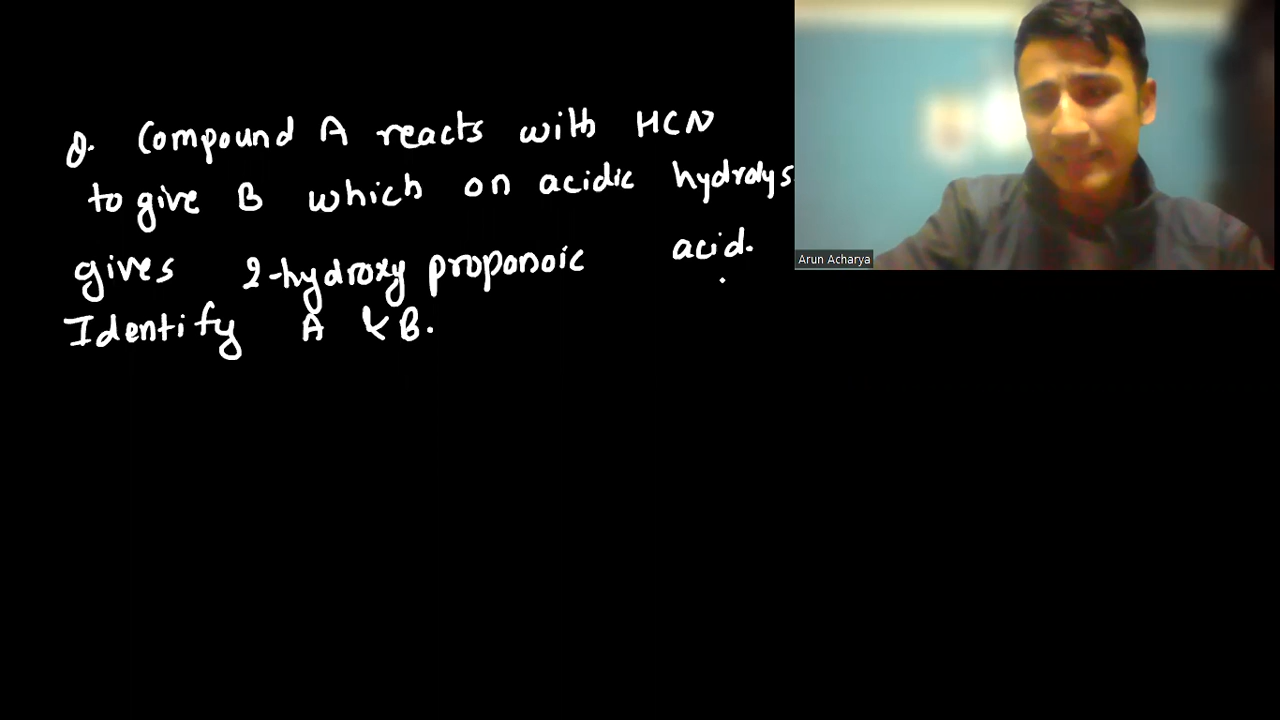 Q. Compound A reacts with HCN
to give B which on acidic hydrolys
gives 2-hydroxy proponoic acid.
Identify A & B.
Arun Acharya